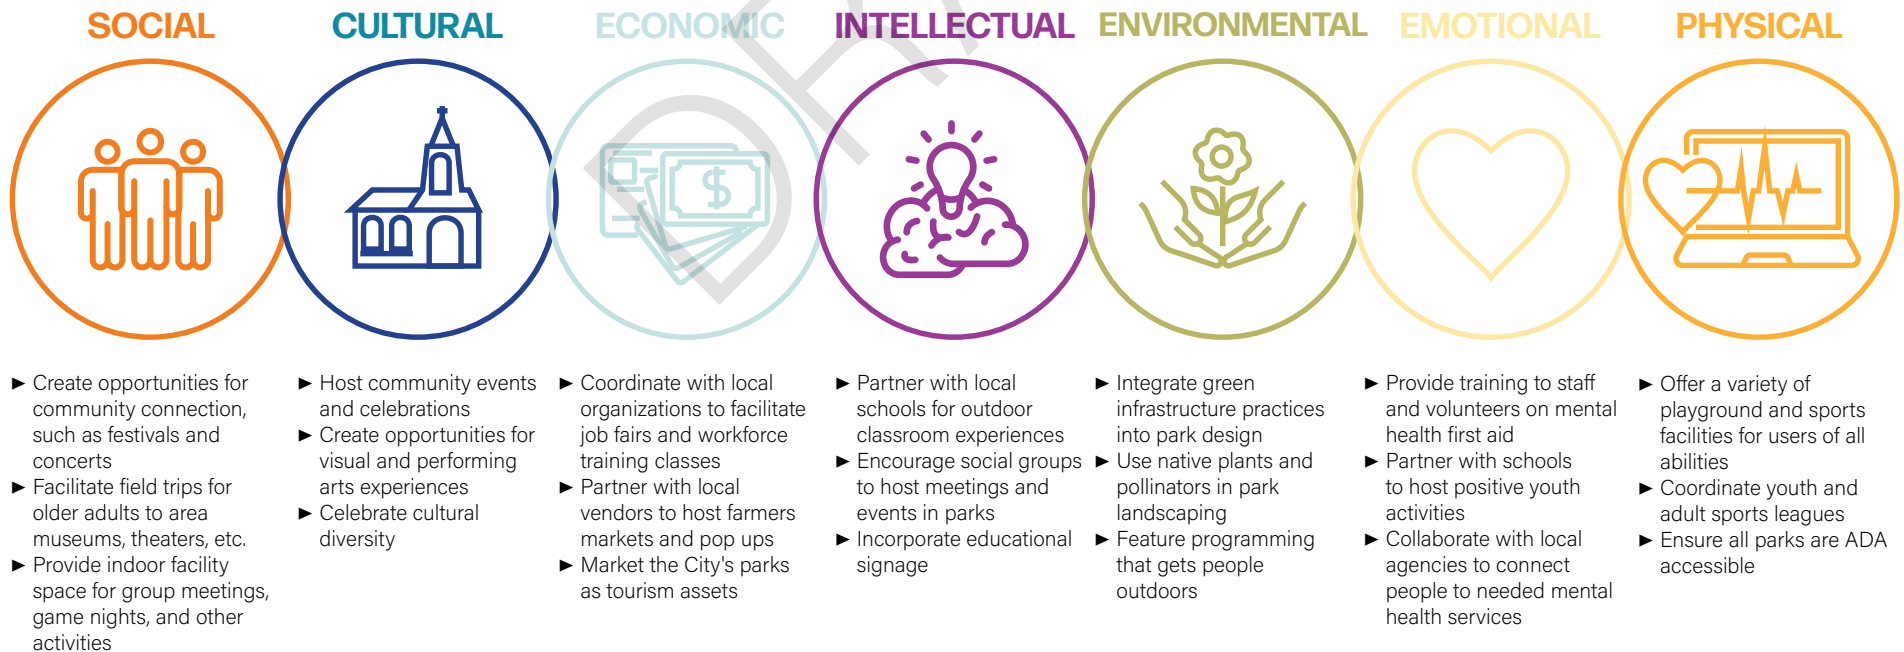 SOCIAL
► Create opportunities for
community connection,
such as festivals and
concerts
► Facilitate field trips for
older adults to area
museums, theaters, etc.
► Provide indoor facility
space for group meetings,
game nights, and other
activities
CULTURAL
► Host community events
and celebrations
► Create opportunities for
visual and performing
arts experiences
► Celebrate cultural
diversity
ECONOMIC
$
► Coordinate with local
organizations to facilitate
job fairs and workforce
training classes
► Partner with local
vendors to host farmers
markets and pop ups
► Market the City's parks
as tourism assets
INTELLECTUAL
► Partner with local
schools for outdoor
classroom experiences
► Encourage social groups
to host meetings and
events in parks
► Incorporate educational
signage
ENVIRONMENTAL
► Integrate green
infrastructure practices
into park design
► Use native plants and
pollinators in park
landscaping
► Feature programming
that gets people
outdoors
EMOTIONAL
► Provide training to staff
and volunteers on mental
health first aid
► Partner with schools
to host positive youth
activities
► Collaborate with local
agencies to connect
people to needed mental
health services
PHYSICAL
► Offer a variety of
playground and sports
facilities for users of all
abilities
► Coordinate youth and
adult sports leagues
► Ensure all parks are ADA
accessible